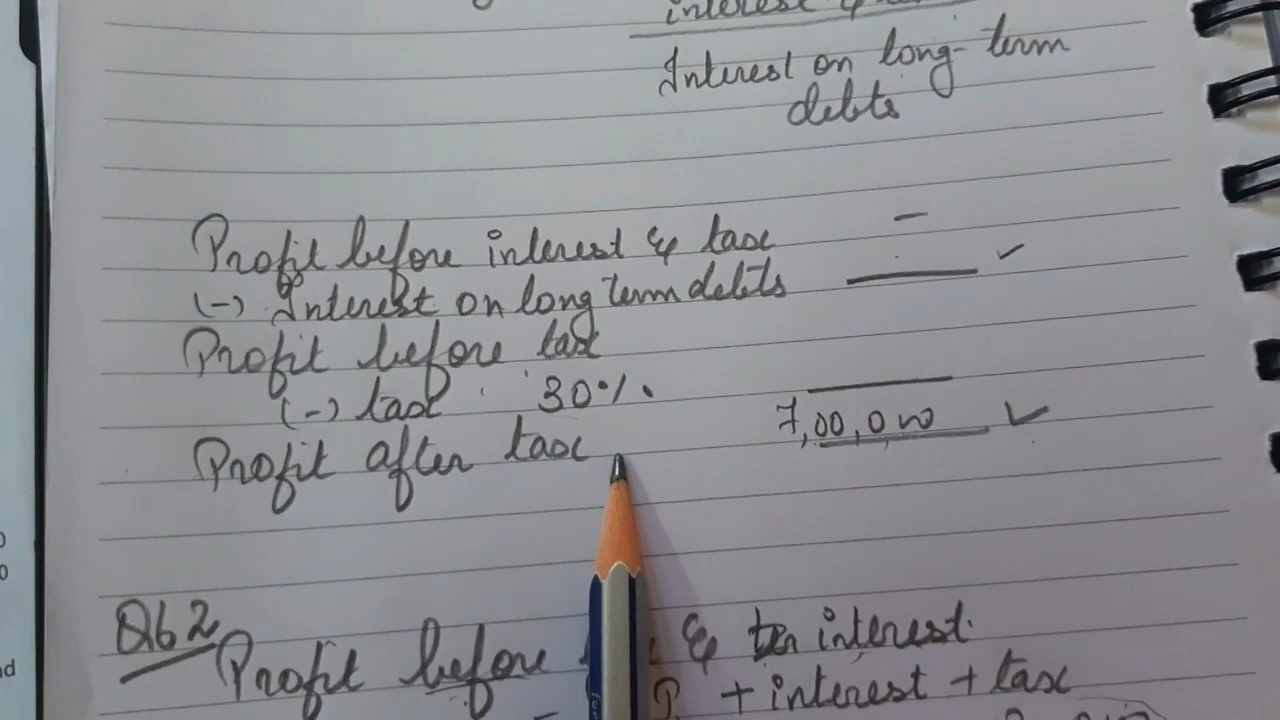 interest &
Interest on long-term
debts
Profit before interest & tax -
(-) Interest on long term debts
Profit before tax
(-) tax 30%
Profit after tax 7,00,000
Q62
Profit before & interest.
+ interest + tax